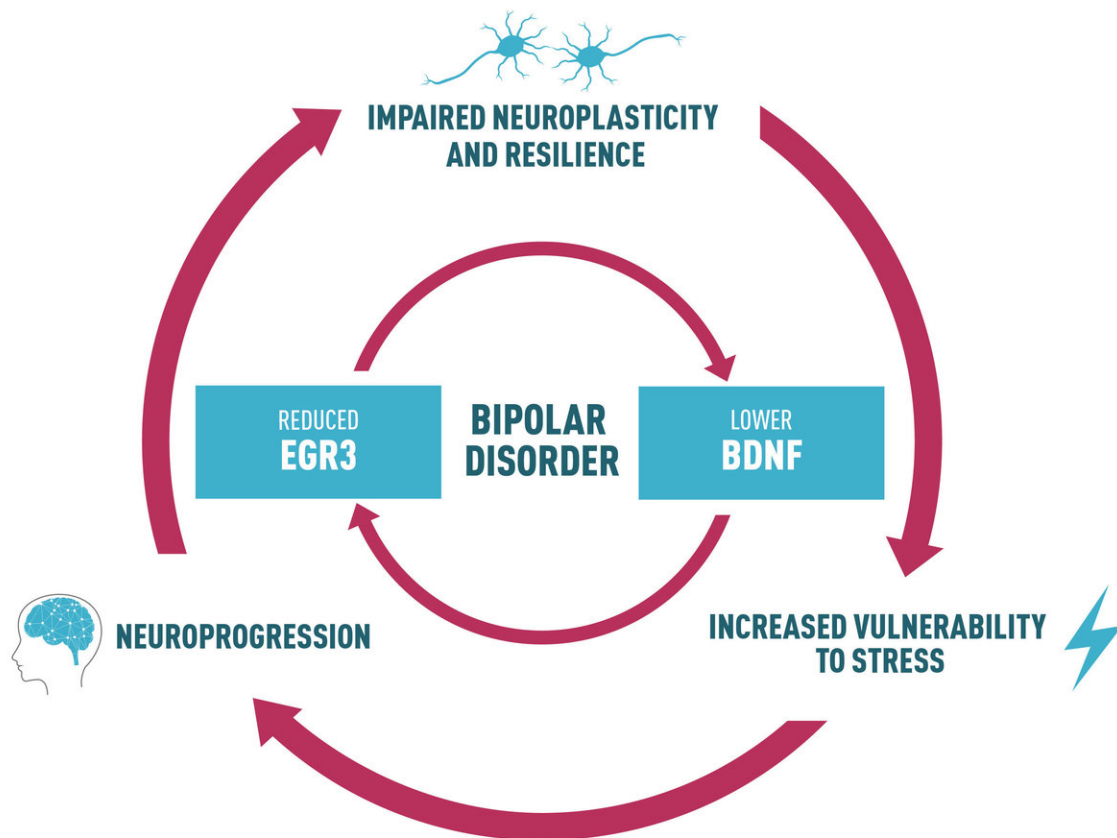 IMPAIRED NEUROPLASTICITY
AND RESILIENCE
REDUCED
EGR3
BIPOLAR
DISORDER
LOWER
BDNF
NEUROPROGRESSION
INCREASED VULNERABILITY
TO STRESS